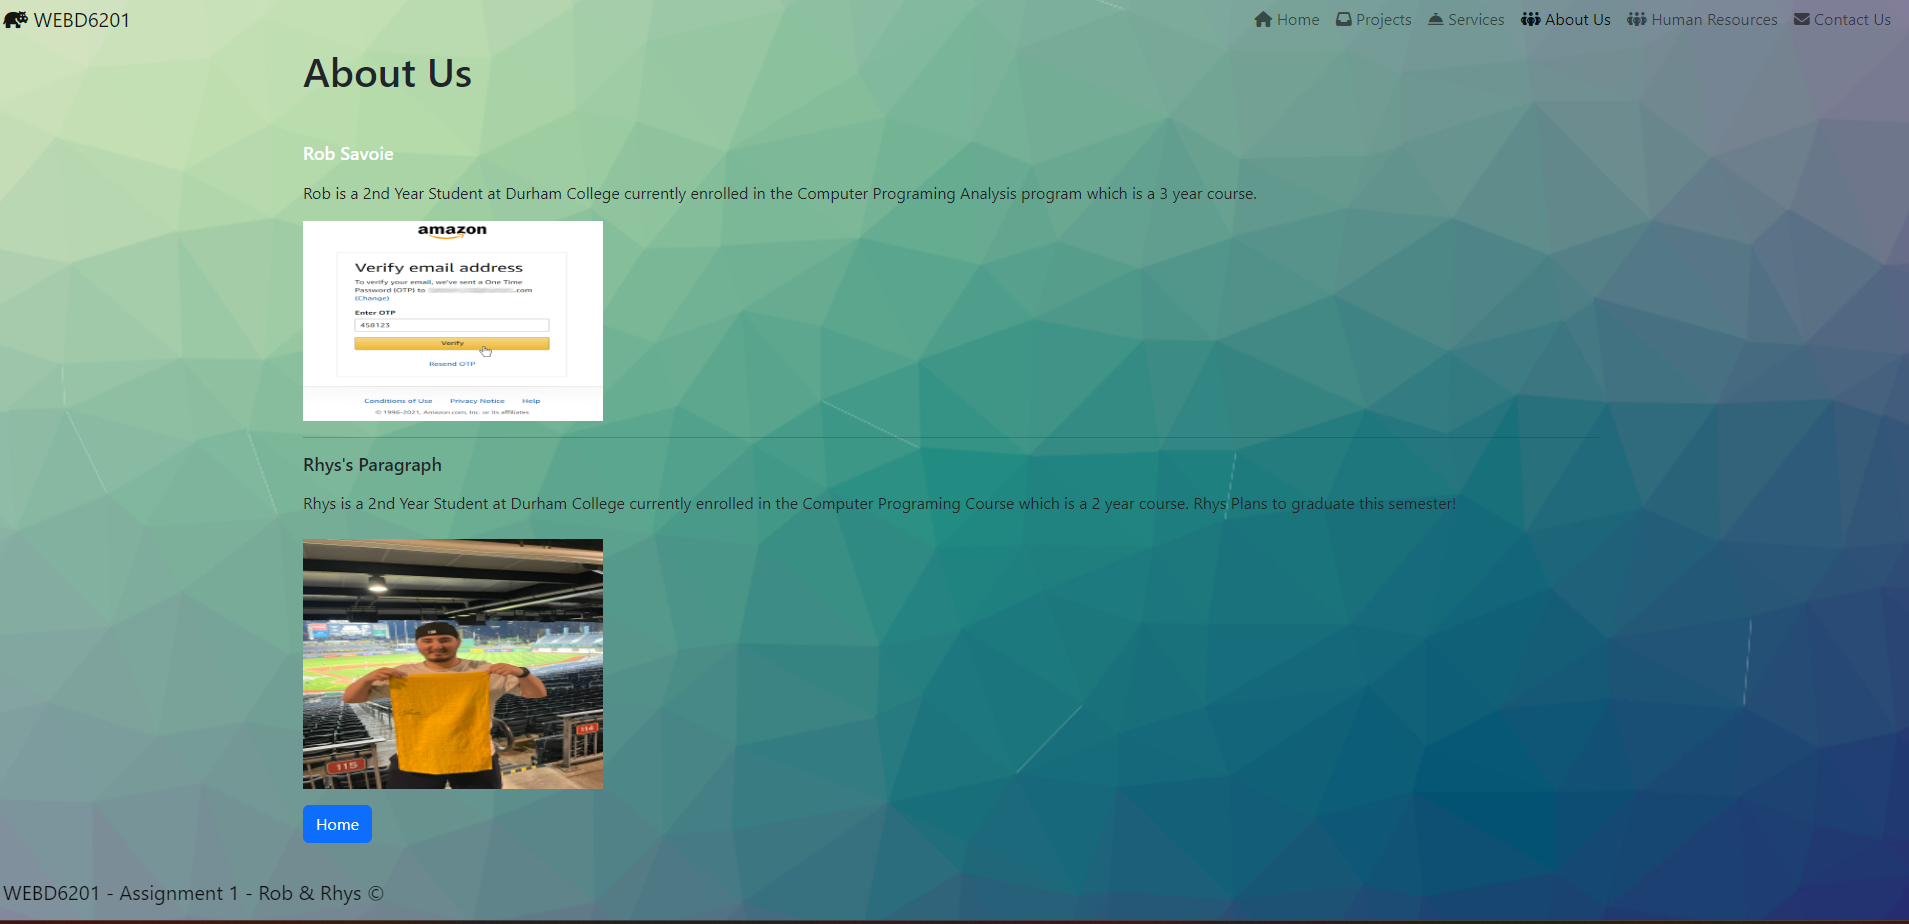 WEBD6201
Home Projects Services About Us Human Resources Contact Us
About Us
Rob Savoie
Rob is a 2nd Year Student at Durham College currently enrolled in the Computer Programing Analysis program which is a 3 year course.
amazon
Verify email address
To verify your email, we've sent a One Time
Password (OTP) to .com
(Change)
Enter OTP
458123
Verify
Resend OTP
Conditions of Use Privacy Notice Help
© 1996-2021, Amazon.com, Inc. or its affiliates
Rhys's Paragraph
Rhys is a 2nd Year Student at Durham College currently enrolled in the Computer Programing Course which is a 2 year course. Rhys Plans to graduate this semester!
114
115
Home
WEBD6201 - Assignment 1 - Rob & Rhys ©